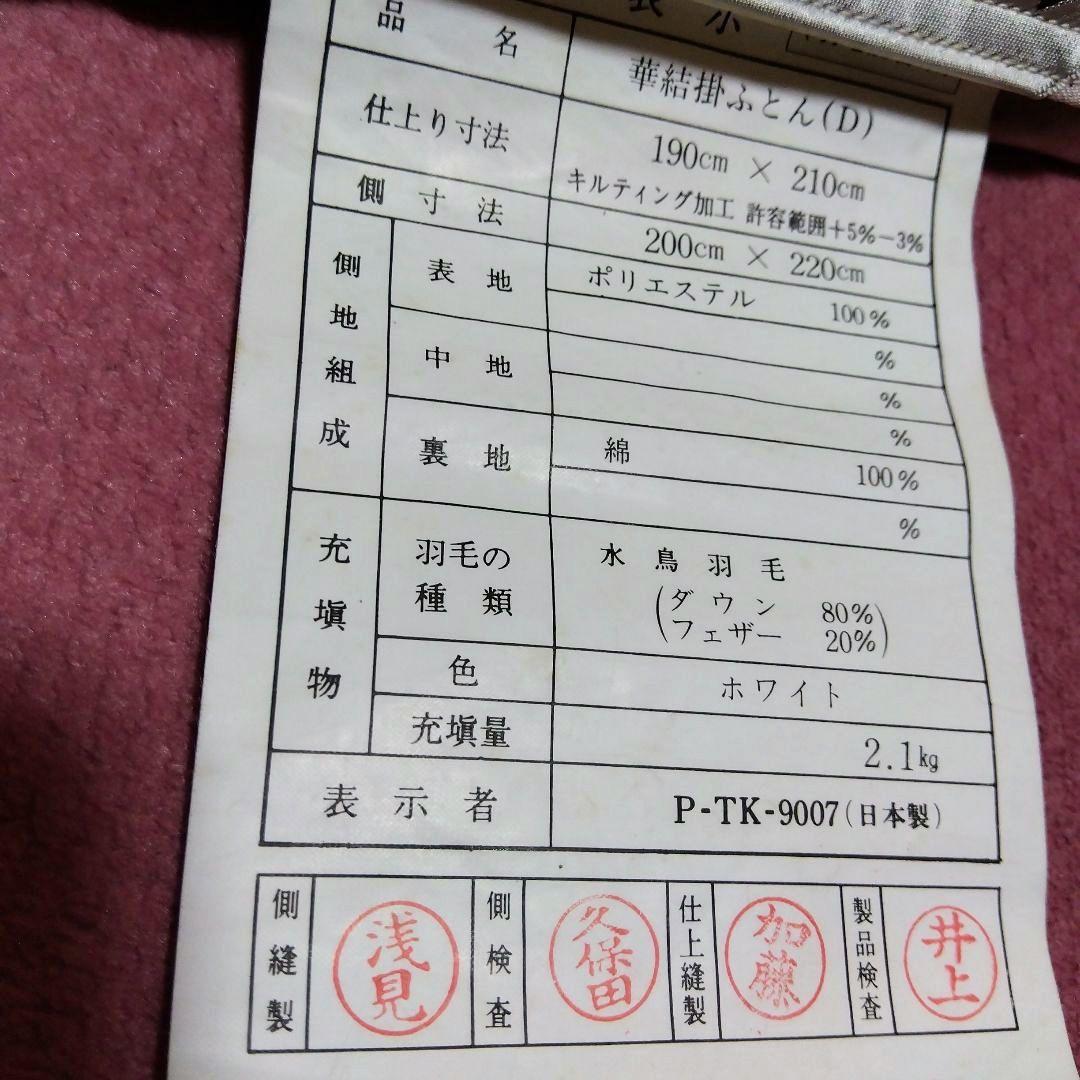 表示
品名
華結掛ふとん(D)
仕上り寸法
190cm × 210cm
キルティング加工 許容範囲+5%-3%
側寸法
200cm × 220cm
側地組成
表地
ポリエステル 100%
中地
%
%
裏地
%
綿 100%
%
充塡物
羽毛の種類
水鳥羽毛
(ダウン 80%)
(フェザー 20%)
色
ホワイト
充塡量
2.1kg
表示者
P-TK-9007(日本製)
側縫製
浅見
側検査
久保田
仕上縫製
加藤
製品検査
井上